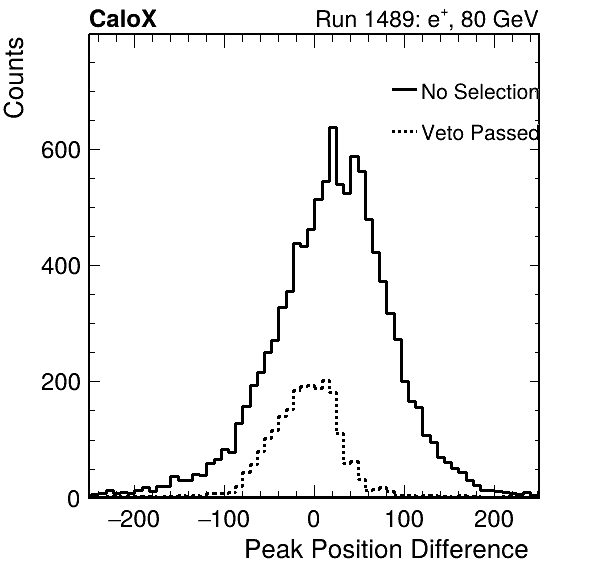 CaloX Run 1489: e⁺, 80 GeV
Counts
No Selection
Veto Passed
600
400
200
0
−200 −100 0 100 200
Peak Position Difference